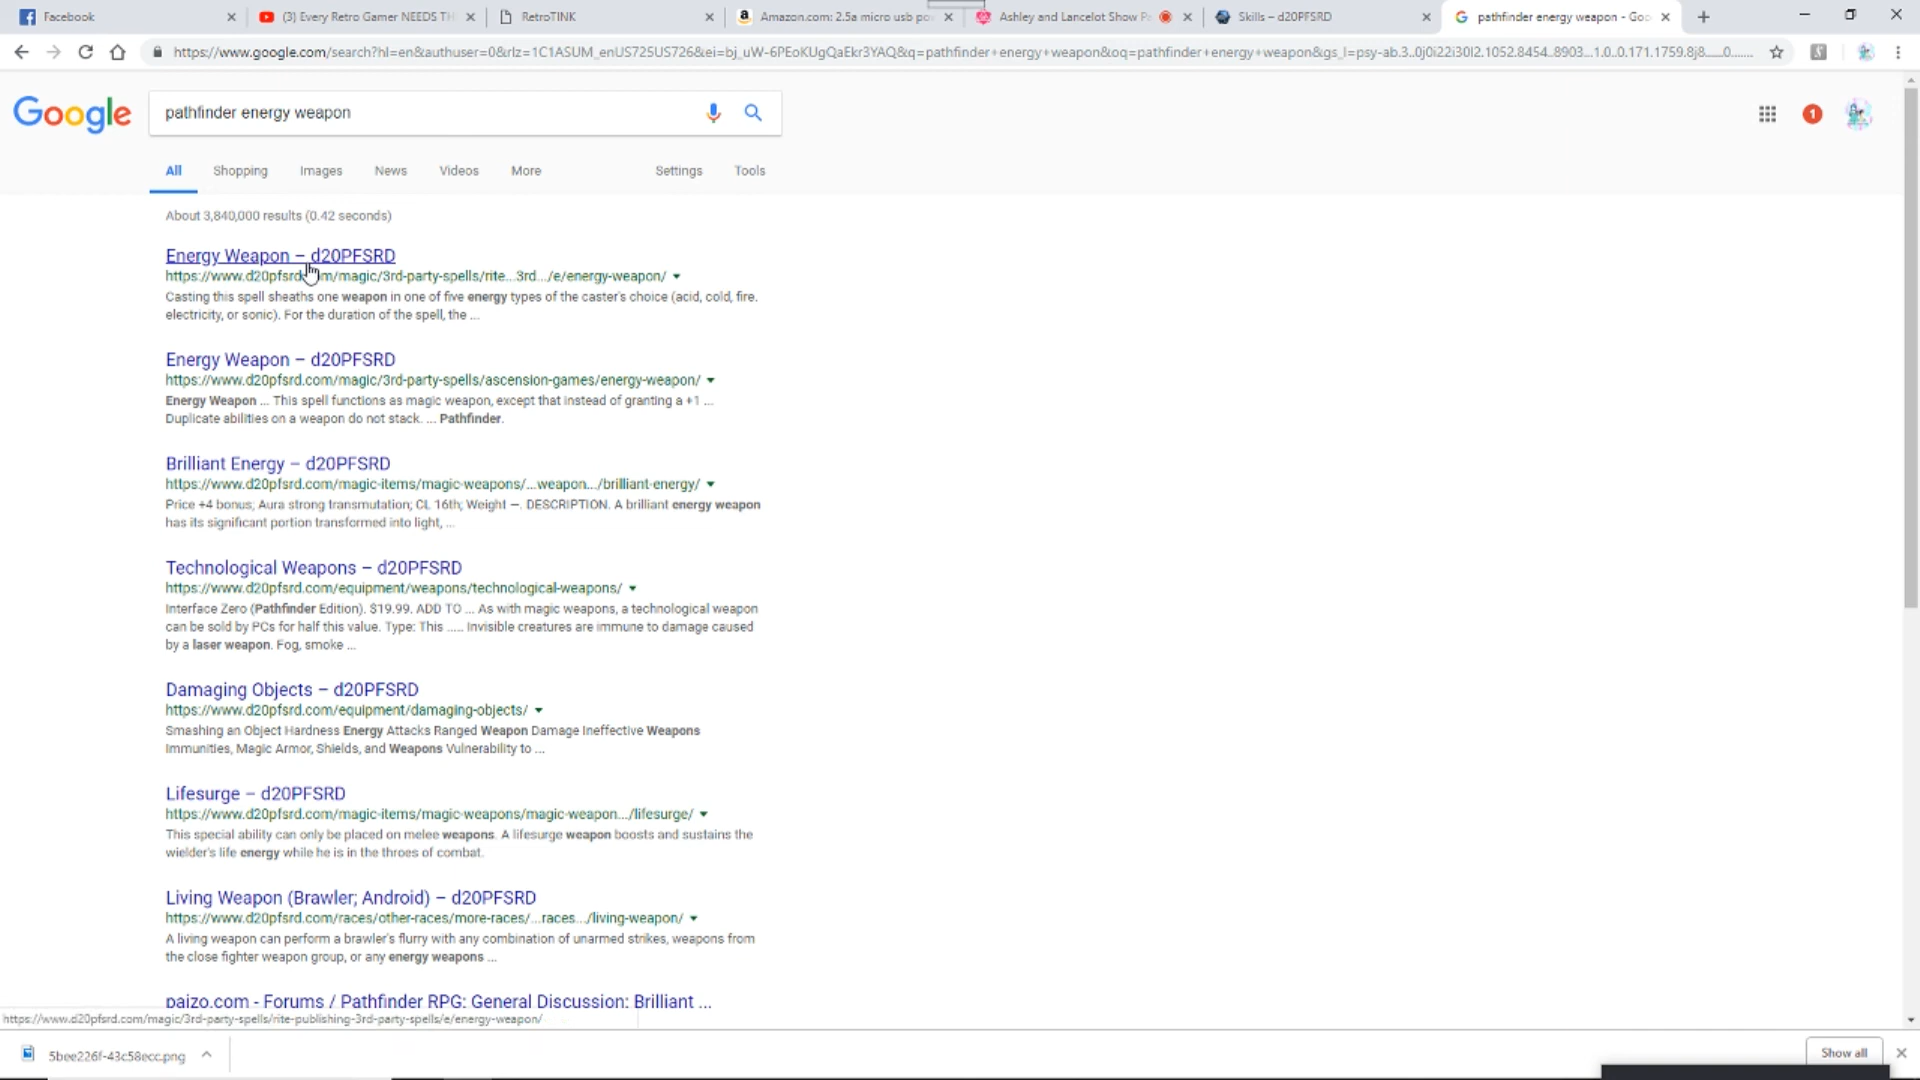 Facebook
(3) Every Retro Gamer NEEDS TH
RetroTINK
Amazon.com: 2.5a micro usb po
Ashley and Lancelot Show P
Skills – d20PFSRD
pathfinder energy weapon - Goo
https://www.google.com/search?hl=en&authuser=0&rlz=1C1ASUM_enUS725US726&ei=bj_uW-6PEoKUgQaEkr3YAQ&q=pathfinder+energy+weapon&oq=pathfinder+energy+weapon&gs_l=psy-ab.3..0j0i22i30l2.1052.8454..8903...1.0..0.171.1759.8j8......0.......
Google
pathfinder energy weapon
1
All Shopping Images News Videos More Settings Tools
About 3,840,000 results (0.42 seconds)
Energy Weapon – d20PFSRD
https://www.d20pfsrd.com/magic/3rd-party-spells/rite...3rd.../e/energy-weapon/
Casting this spell sheaths one weapon in one of five energy types of the caster's choice (acid, cold, fire.
electricity, or sonic). For the duration of the spell, the ...
Energy Weapon – d20PFSRD
https://www.d20pfsrd.com/magic/3rd-party-spells/ascension-games/energy-weapon/
Energy Weapon ... This spell functions as magic weapon, except that instead of granting a +1 ...
Duplicate abilities on a weapon do not stack. ... Pathfinder.
Brilliant Energy – d20PFSRD
https://www.d20pfsrd.com/magic-items/magic-weapons/...weapon.../brilliant-energy/
Price +4 bonus; Aura strong transmutation; CL 16th; Weight —. DESCRIPTION. A brilliant energy weapon
has its significant portion transformed into light, ...
Technological Weapons – d20PFSRD
https://www.d20pfsrd.com/equipment/weapons/technological-weapons/
Interface Zero (Pathfinder Edition). $19.99. ADD TO ... As with magic weapons, a technological weapon
can be sold by PCs for half this value. Type: This ..... Invisible creatures are immune to damage caused
by a laser weapon. Fog, smoke ...
Damaging Objects – d20PFSRD
https://www.d20pfsrd.com/equipment/damaging-objects/
Smashing an Object Hardness Energy Attacks Ranged Weapon Damage Ineffective Weapons
Immunities, Magic Armor, Shields, and Weapons Vulnerability to ...
Lifesurge – d20PFSRD
https://www.d20pfsrd.com/magic-items/magic-weapons/magic-weapon.../lifesurge/
This special ability can only be placed on melee weapons. A lifesurge weapon boosts and sustains the
wielder's life energy while he is in the throes of combat.
Living Weapon (Brawler; Android) – d20PFSRD
https://www.d20pfsrd.com/races/other-races/more-races/...races.../living-weapon/
A living weapon can perform a brawler's flurry with any combination of unarmed strikes, weapons from
the close fighter weapon group, or any energy weapons ...
paizo.com - Forums / Pathfinder RPG: General Discussion: Brilliant ...
https://www.d20pfsrd.com/magic/3rd-party-spells/rite-publishing-3rd-party-spells/e/energy-weapon/
5bee226f-43c58ecc.png
Show all